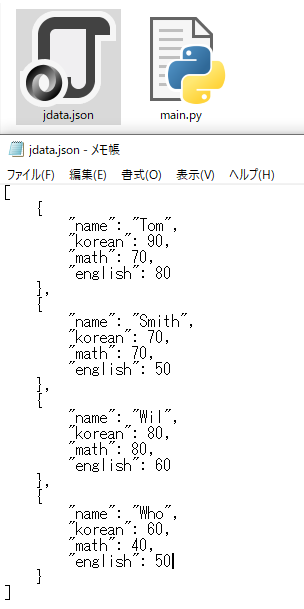 jdata.json main.py
jdata.json - メモ帳
ファイル(F) 編集(E) 書式(O) 表示(V) ヘルプ(H)
[
    {
        "name": "Tom",
        "korean": 90,
        "math": 70,
        "english": 80
    },
    {
        "name": "Smith",
        "korean": 70,
        "math": 70,
        "english": 50
    },
    {
        "name": "Wil",
        "korean": 80,
        "math": 80,
        "english": 60
    },
    {
        "name": "Who",
        "korean": 60,
        "math": 40,
        "english": 50
    }
]